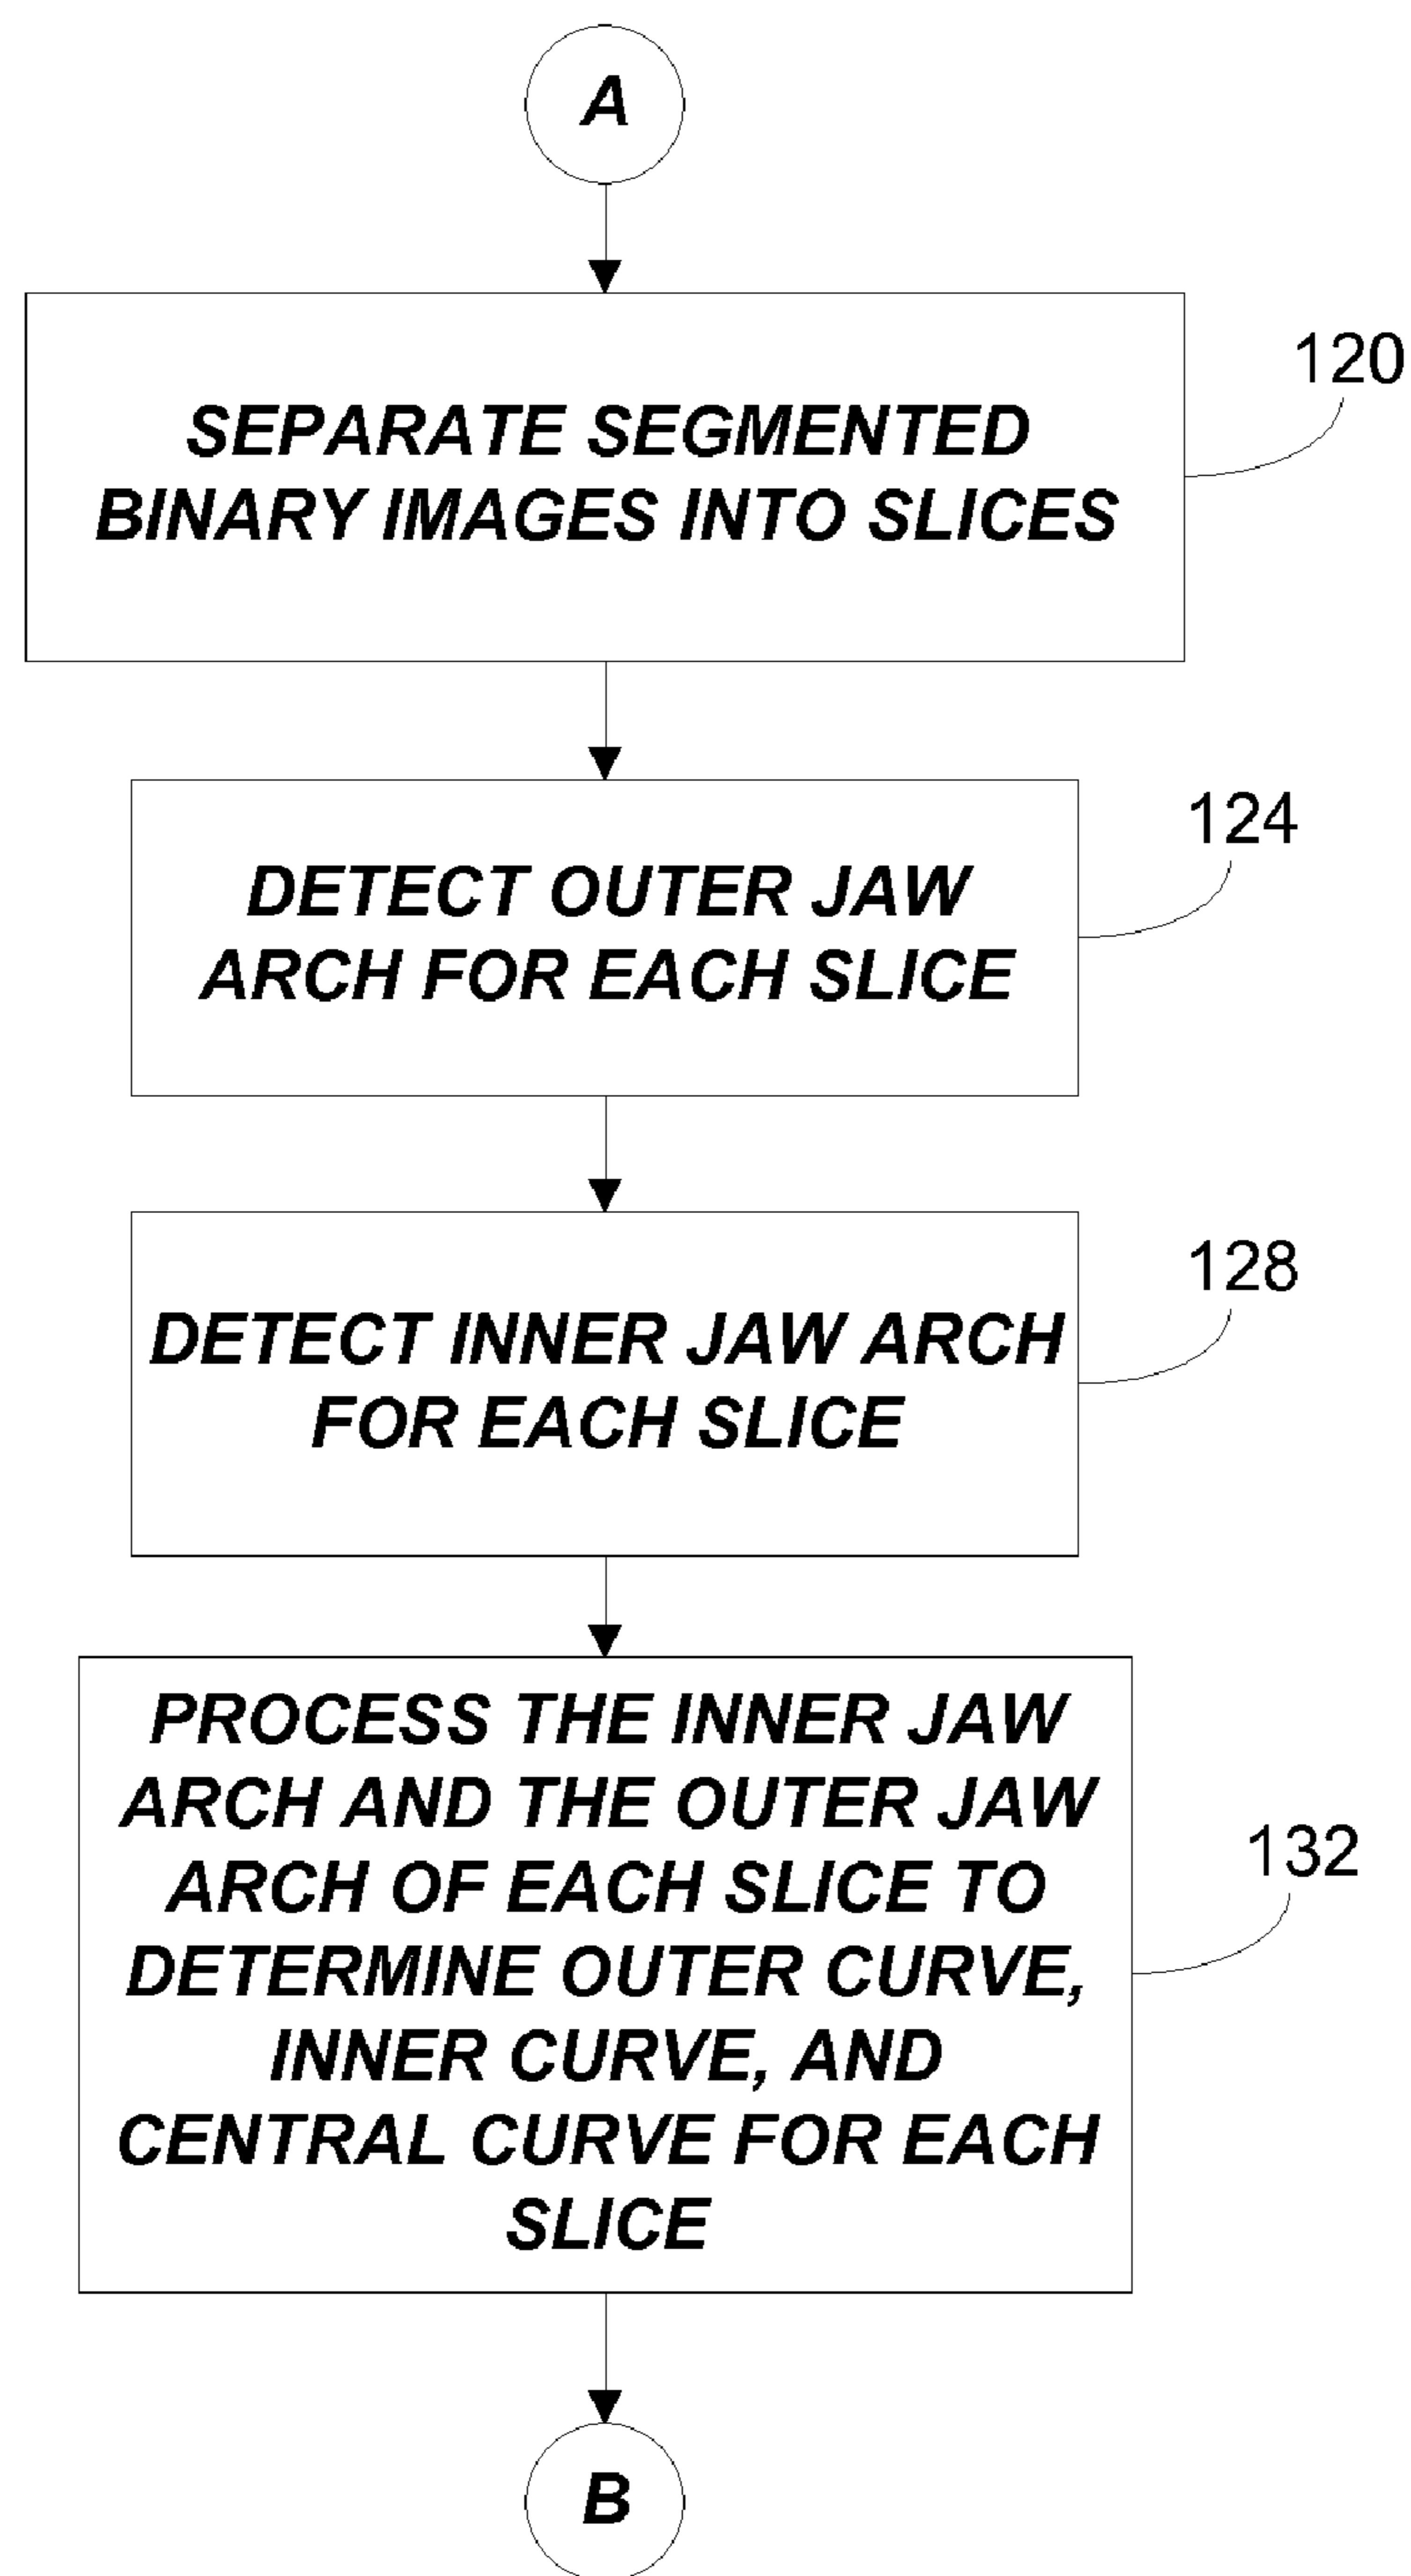 A
SEPARATE SEGMENTED
BINARY IMAGES INTO SLICES
120
DETECT OUTER JAW
ARCH FOR EACH SLICE
124
DETECT INNER JAW ARCH
FOR EACH SLICE
128
PROCESS THE INNER JAW
ARCH AND THE OUTER JAW
ARCH OF EACH SLICE TO
DETERMINE OUTER CURVE,
INNER CURVE, AND
CENTRAL CURVE FOR EACH
SLICE
132
B